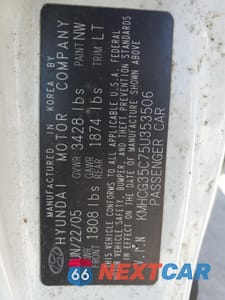 MANUFACTURED IN KOREA BY
HYUNDAI MOTOR COMPANY
N/22/05 GVWR 3428 lbs PAINT NW
FRONT 1808 lbs GAWR REAR 1874 lbs TRIM LT
THIS VEHICLE CONFORMS TO ALL APPLICABLE U.S.A. FEDERAL
MOTOR VEHICLE SAFETY, BUMPER, AND THEFT PREVENTION STANDARDS
IN EFFECT ON THE DATE OF MANUFACTURE SHOWN ABOVE.
V.I.N KMHCG35C75U353506
PASSENGER CAR
66